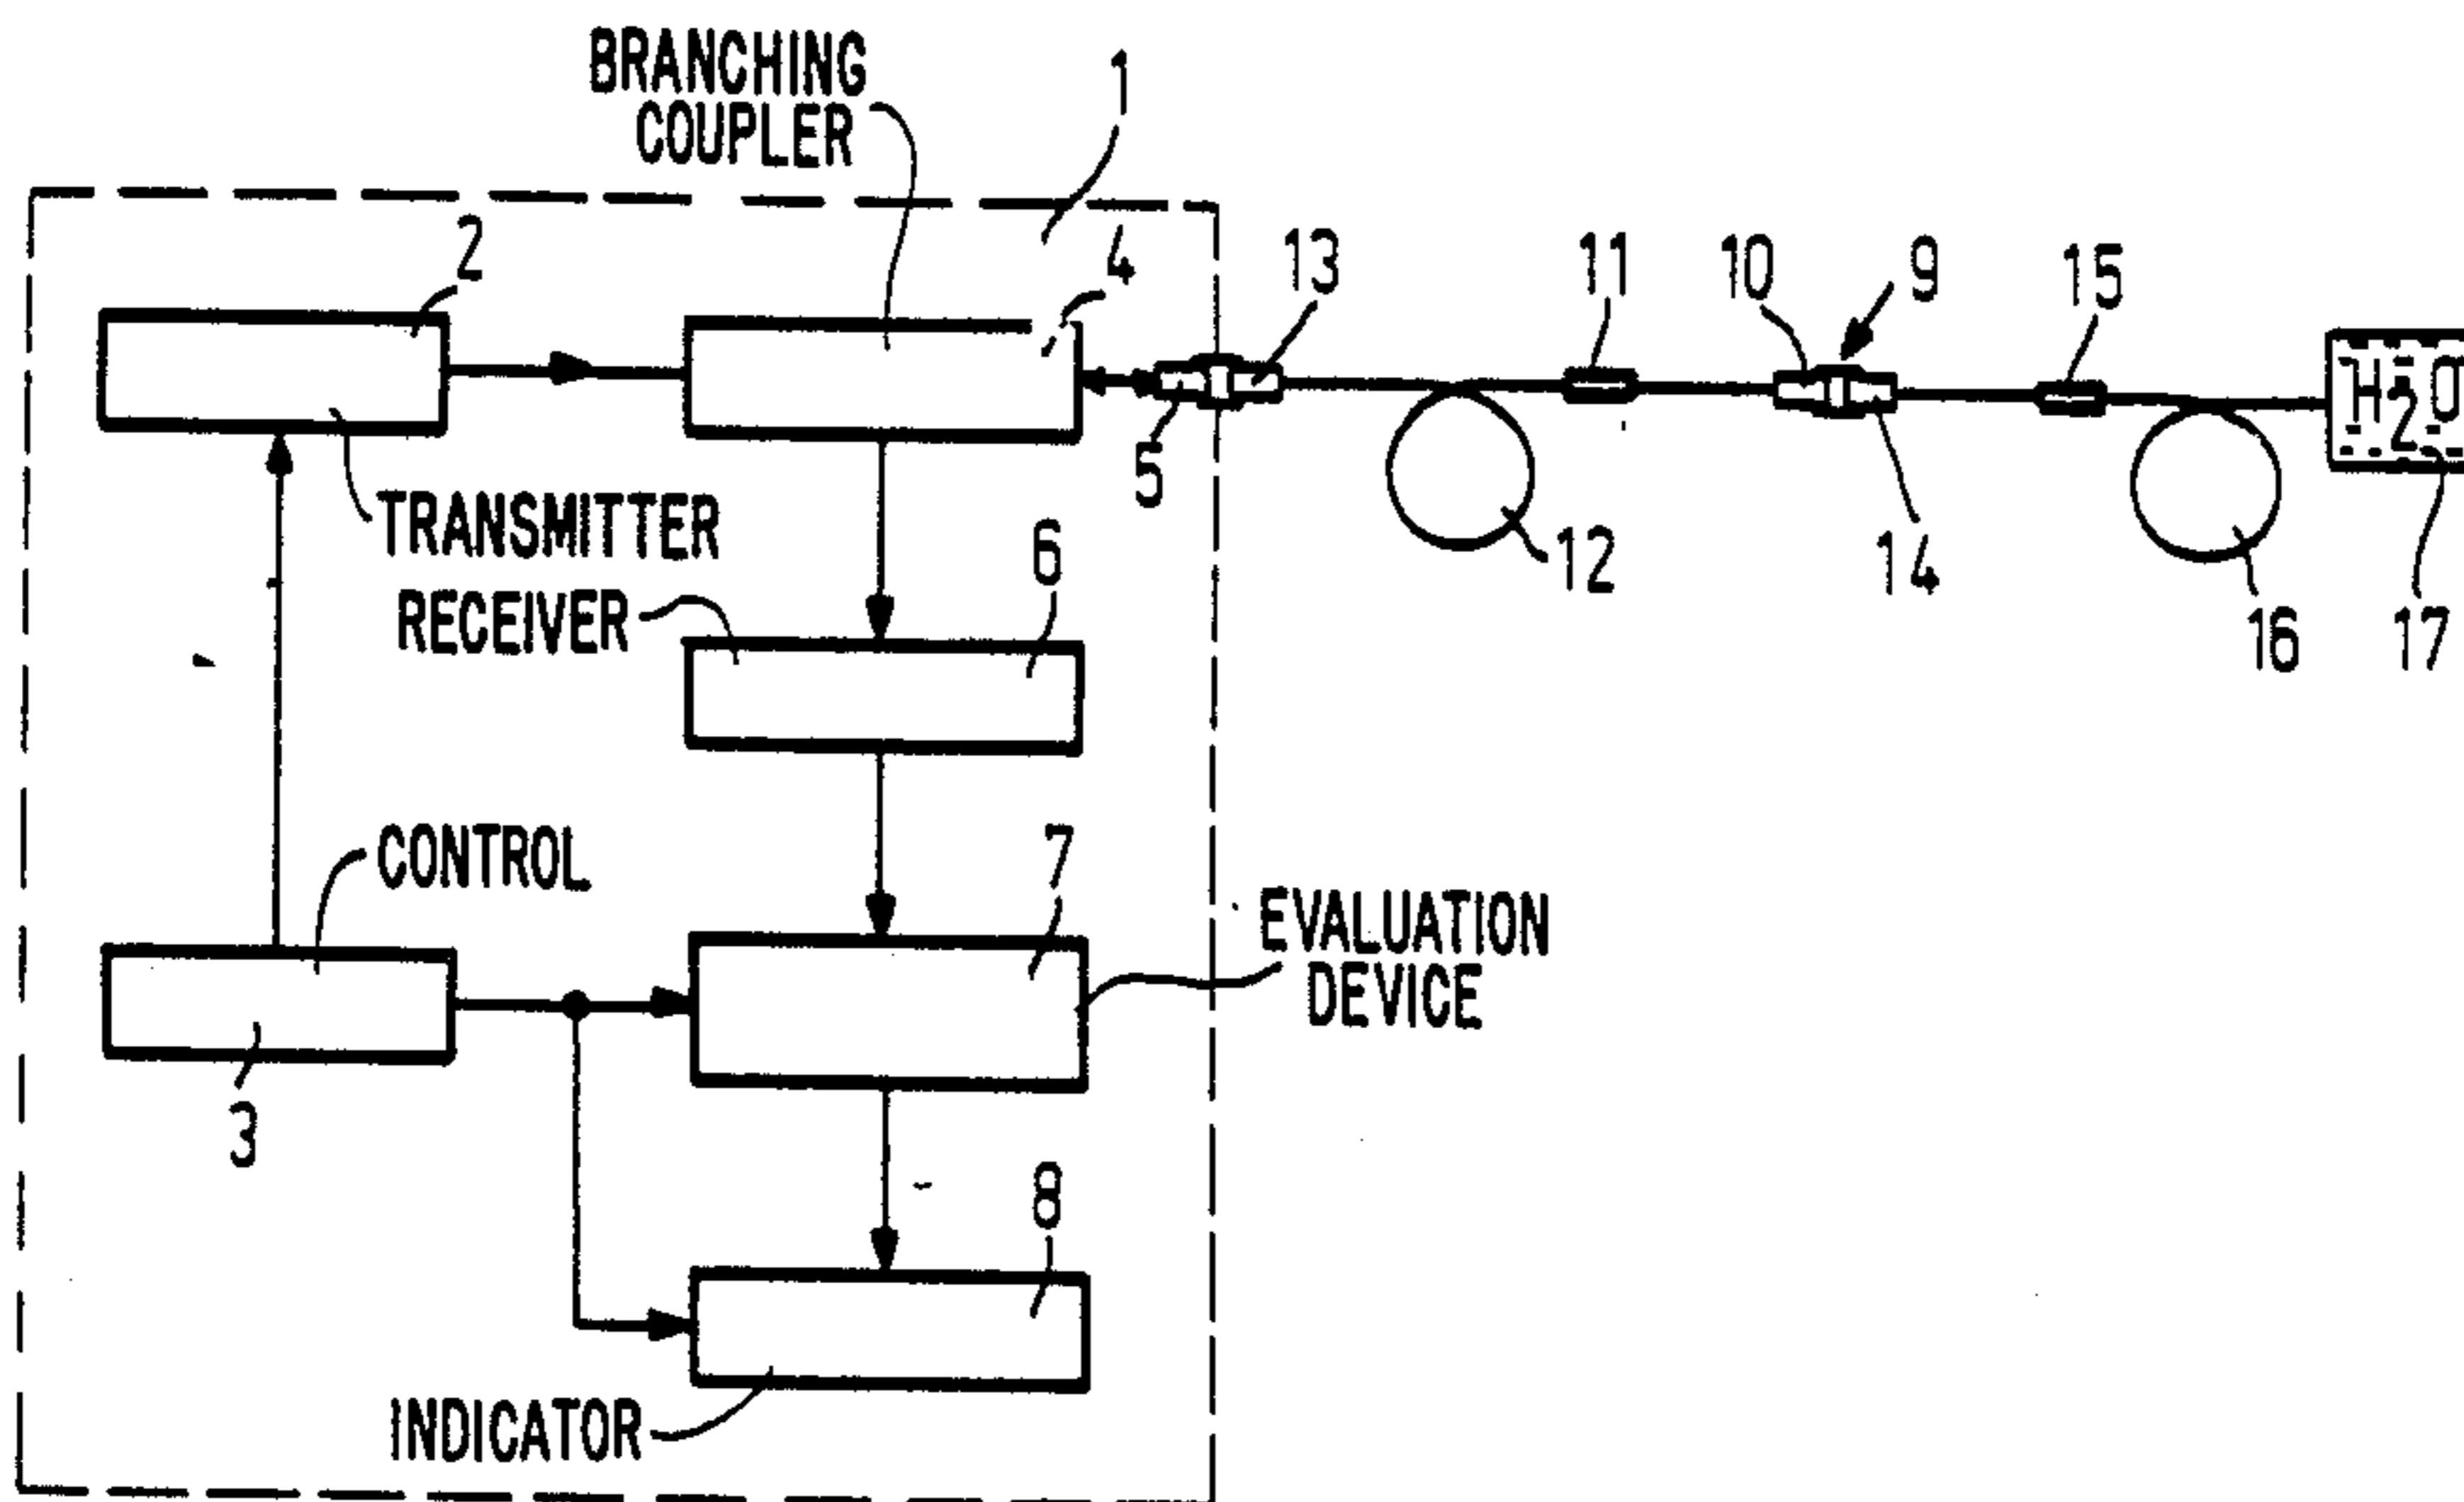 BRANCHING
COUPLER
1
2
4
13
11
10
9
15
H2O
5
TRANSMITTER
12
14
6
RECEIVER
16
17
CONTROL
7
EVALUATION
DEVICE
3
8
INDICATOR